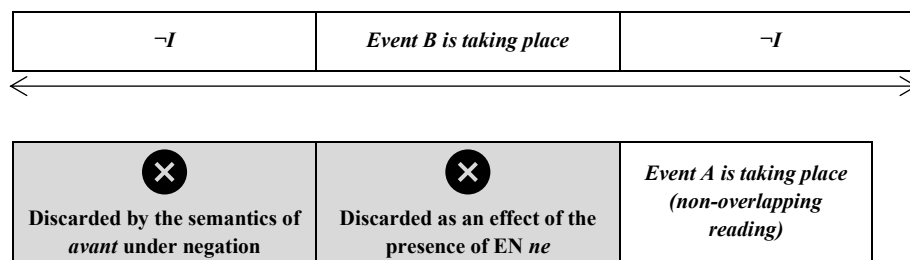 ¬I
Event B is taking place
¬I
Discarded by the semantics of
avant under negation
Discarded as an effect of the
presence of EN ne
Event A is taking place
(non-overlapping
reading)